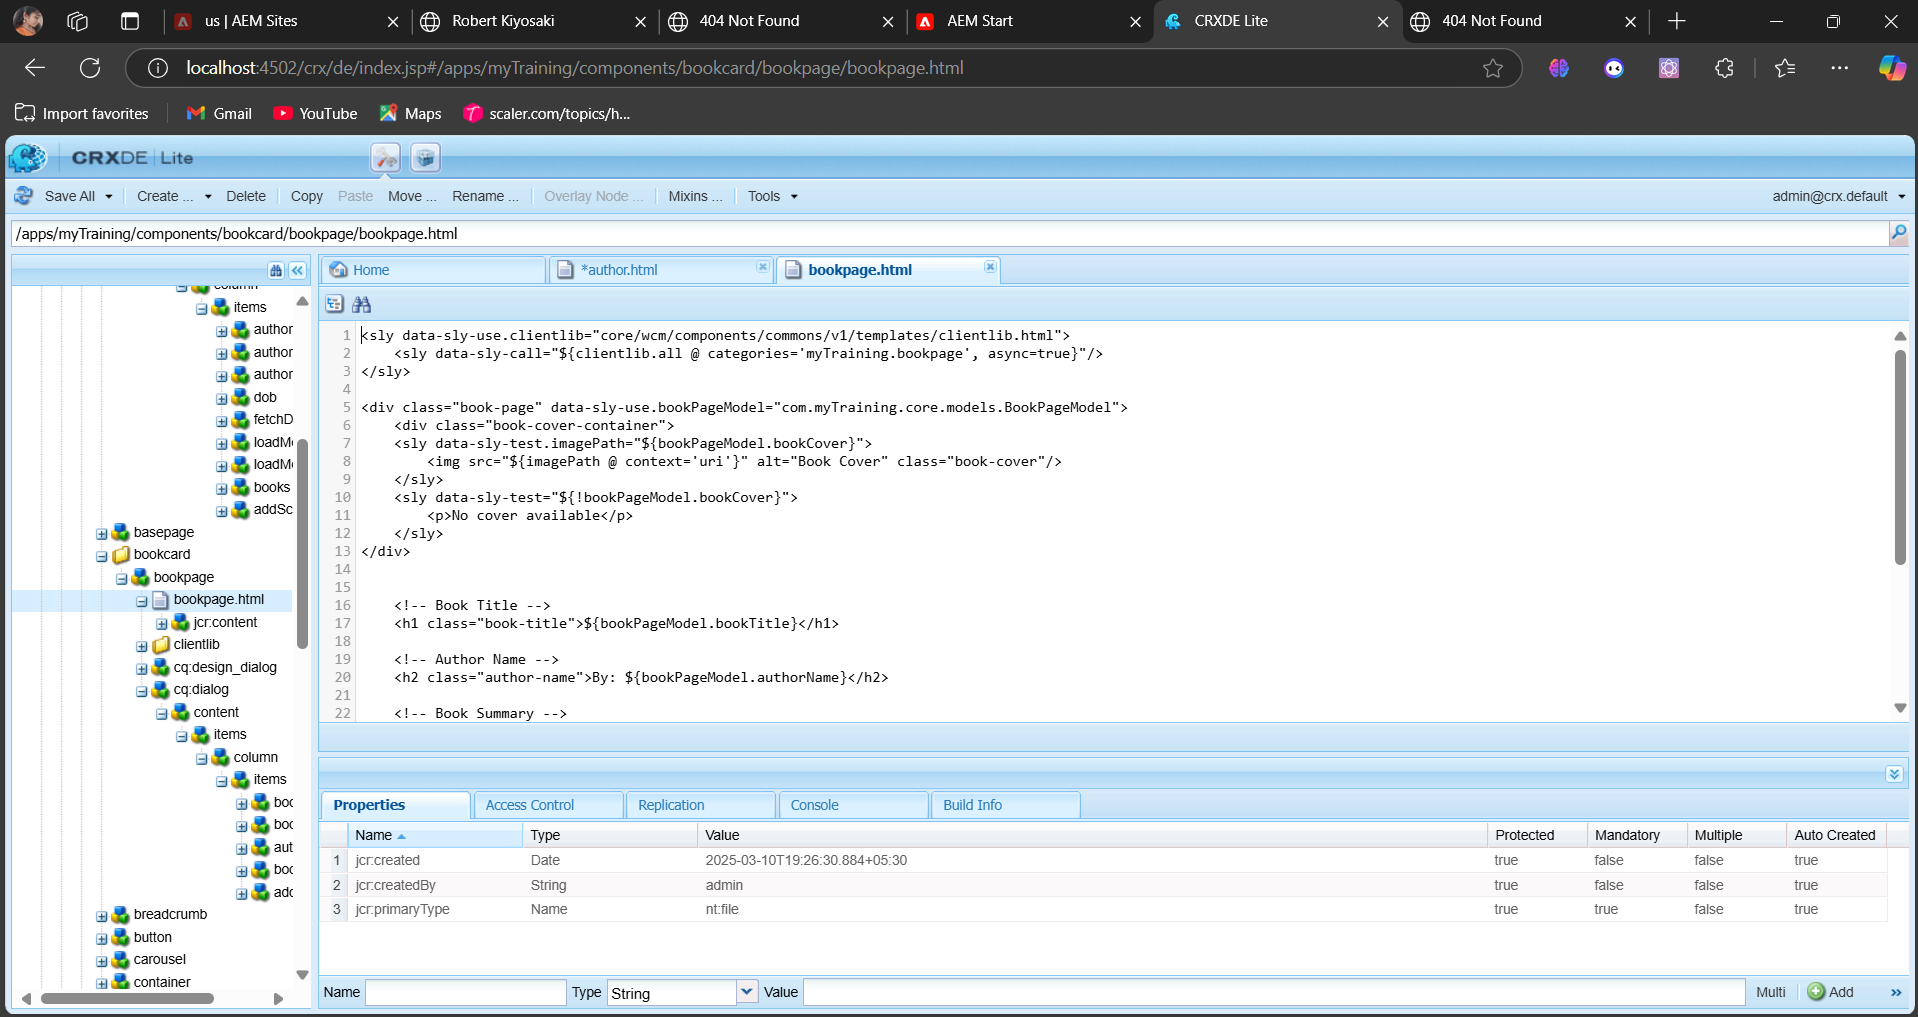 us | AEM Sites
Robert Kiyosaki
404 Not Found
AEM Start
CRXDE Lite
404 Not Found
localhost:4502/crx/de/index.jsp#/apps/myTraining/components/bookcard/bookpage/bookpage.html
Import favorites
Gmail
YouTube
Maps
scaler.com/topics/h...
CRXDE | Lite
Save All
Create ...
Delete
Copy
Paste
Move ...
Rename ...
Overlay Node ...
Mixins ...
Tools
admin@crx.default
/apps/myTraining/components/bookcard/bookpage/bookpage.html
column
items
author
author
author
dob
fetchD
loadM
loadM
books
addSc
basepage
bookcard
bookpage
bookpage.html
jcr:content
clientlib
cq:design_dialog
cq:dialog
content
items
column
items
boo
boo
aut
boo
add
breadcrumb
button
carousel
container
Home
*author.html
bookpage.html
1 <sly data-sly-use.clientlib="core/wcm/components/commons/v1/templates/clientlib.html">
2     <sly data-sly-call="${clientlib.all @ categories='myTraining.bookpage', async=true}"/>
3 </sly>
4
5 <div class="book-page" data-sly-use.bookPageModel="com.myTraining.core.models.BookPageModel">
6     <div class="book-cover-container">
7     <sly data-sly-test.imagePath="${bookPageModel.bookCover}">
8         <img src="${imagePath @ context='uri'}" alt="Book Cover" class="book-cover"/>
9     </sly>
10     <sly data-sly-test="${!bookPageModel.bookCover}">
11         <p>No cover available</p>
12     </sly>
13 </div>
14
15
16     <!-- Book Title -->
17     <h1 class="book-title">${bookPageModel.bookTitle}</h1>
18
19     <!-- Author Name -->
20     <h2 class="author-name">By: ${bookPageModel.authorName}</h2>
21
22     <!-- Book Summary -->
Properties
Access Control
Replication
Console
Build Info
Name Type Value Protected Mandatory Multiple Auto Created
1 jcr:created Date 2025-03-10T19:26:30.884+05:30 true false false true
2 jcr:createdBy String admin true false false true
3 jcr:primaryType Name nt:file true true false true
Name
Type String
Value
Multi
Add
»